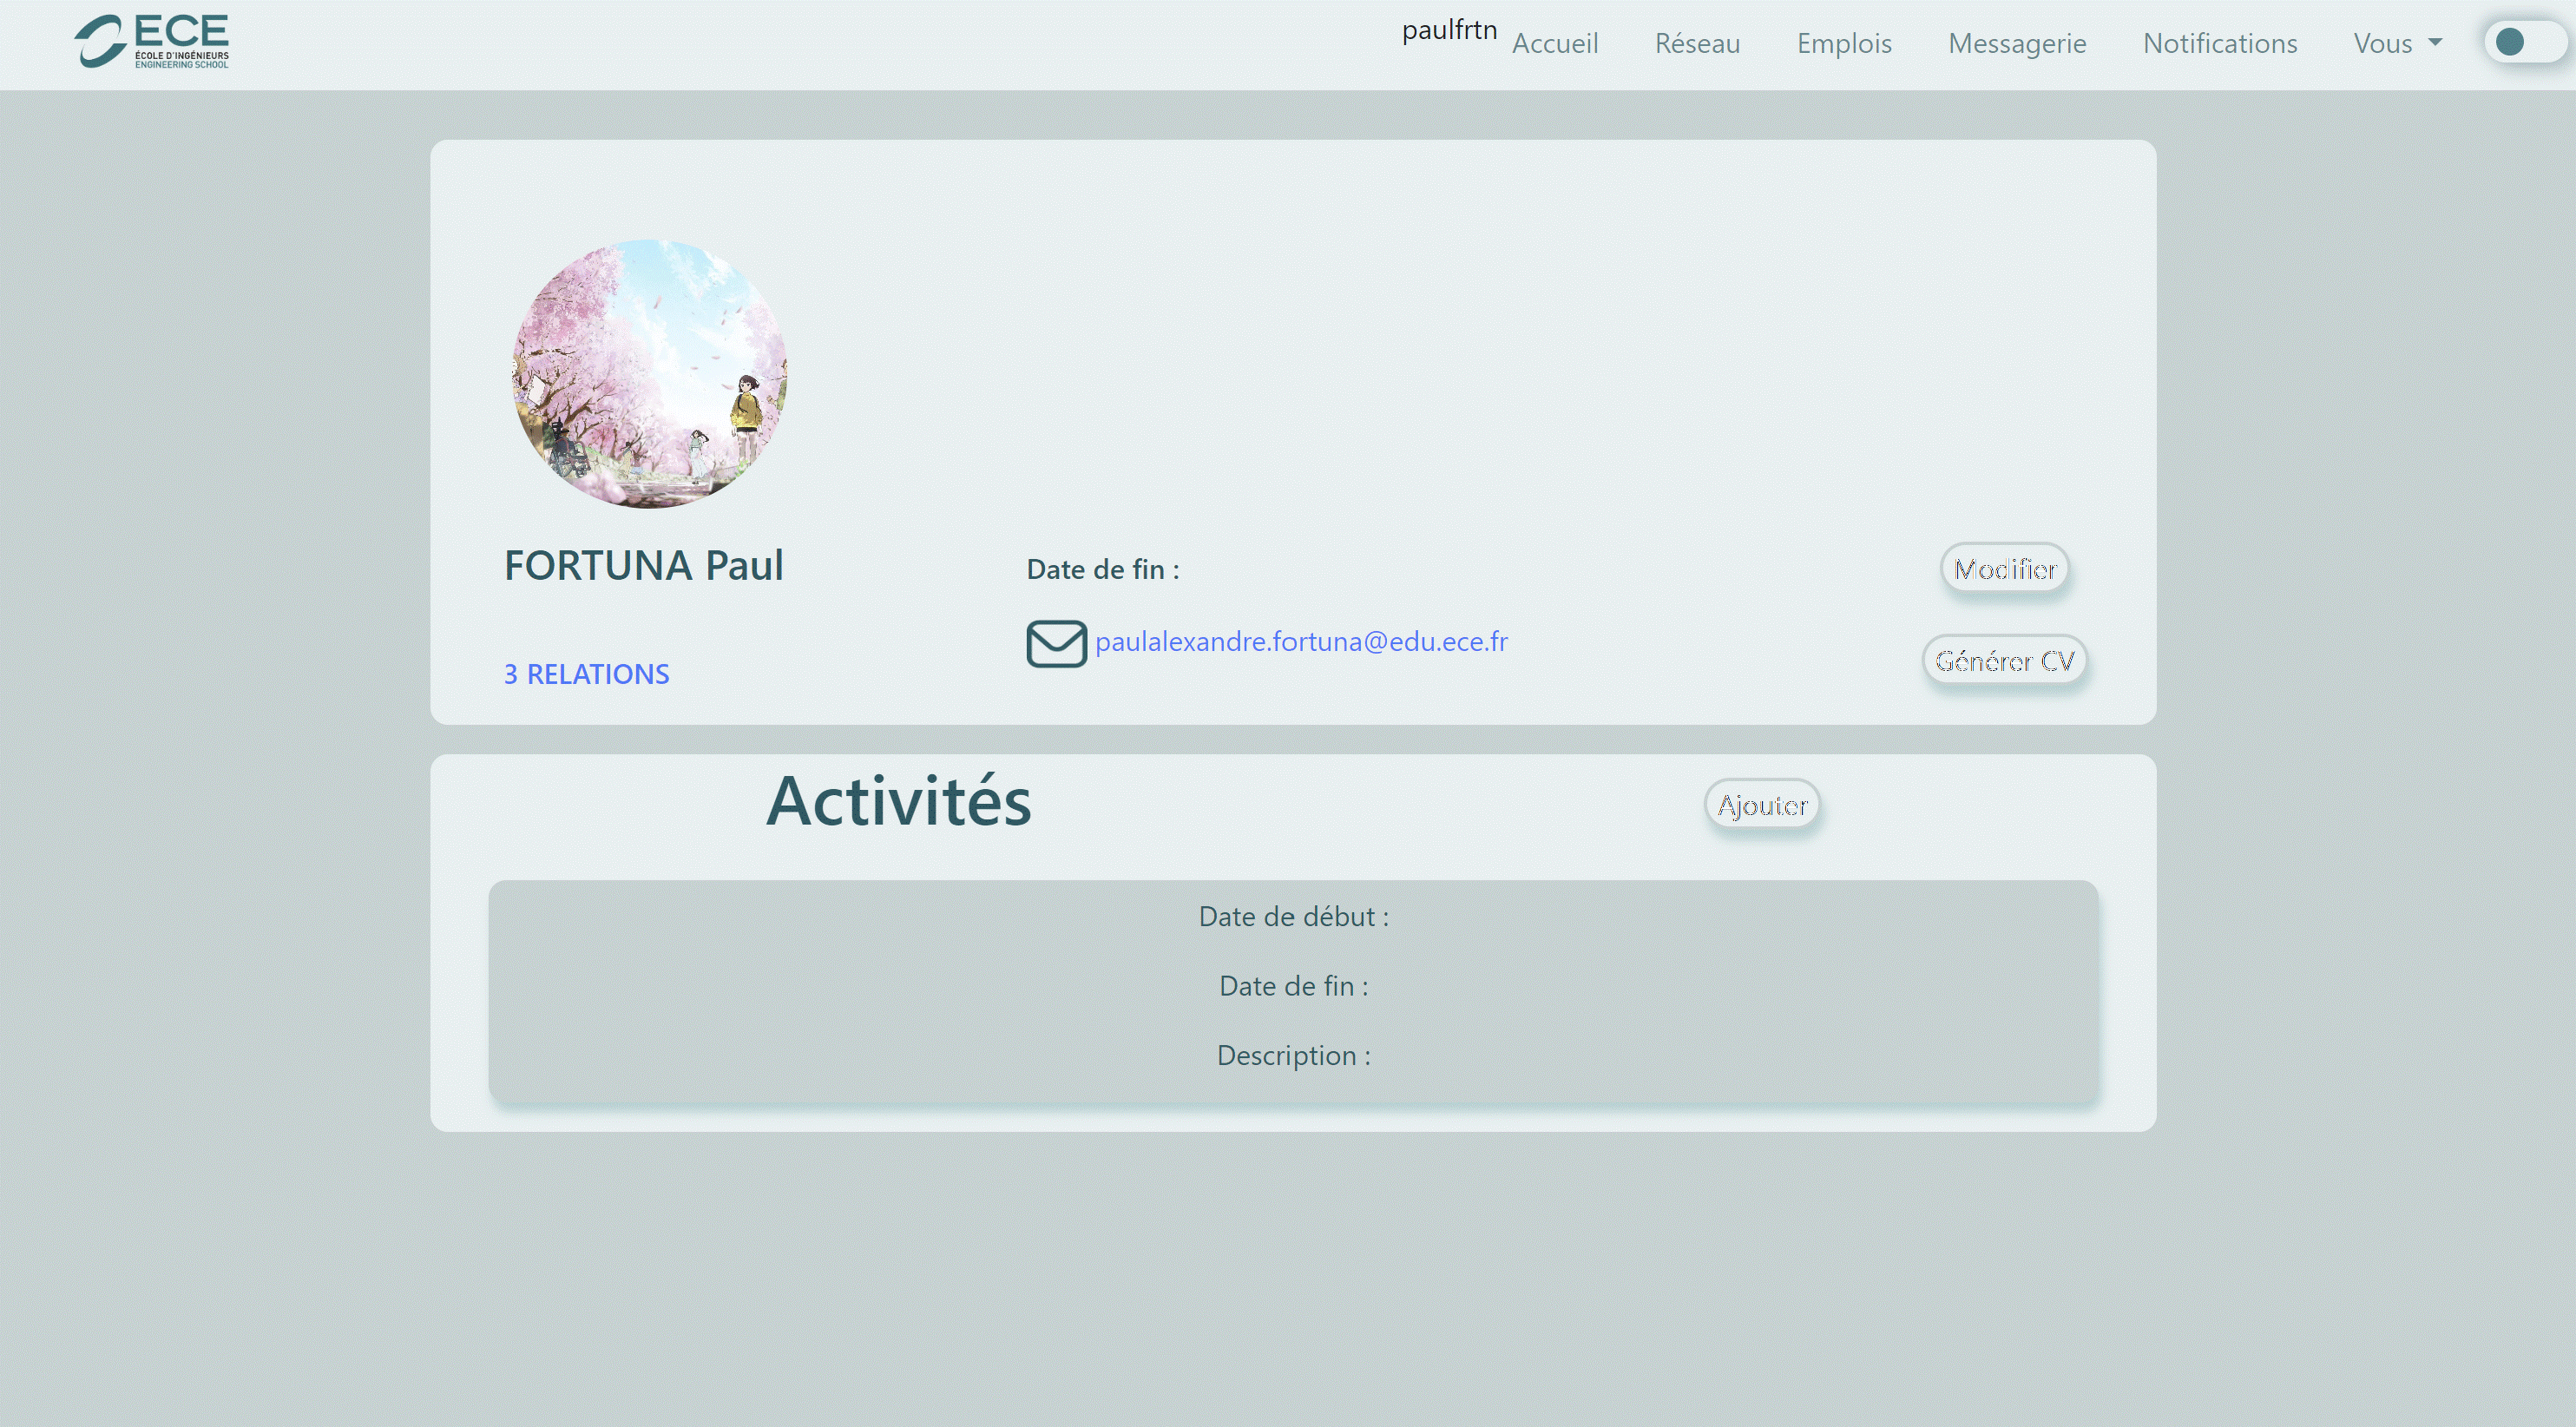 ECE
ÉCOLE D'INGÉNIEURS
ENGINEERING SCHOOL
paulfrtn
Accueil
Réseau
Emplois
Messagerie
Notifications
Vous
FORTUNA Paul
3 RELATIONS
Date de fin :
paulalexandre.fortuna@edu.ece.fr
Modifier
Générer CV
Activités
Ajouter
Date de début :
Date de fin :
Description :